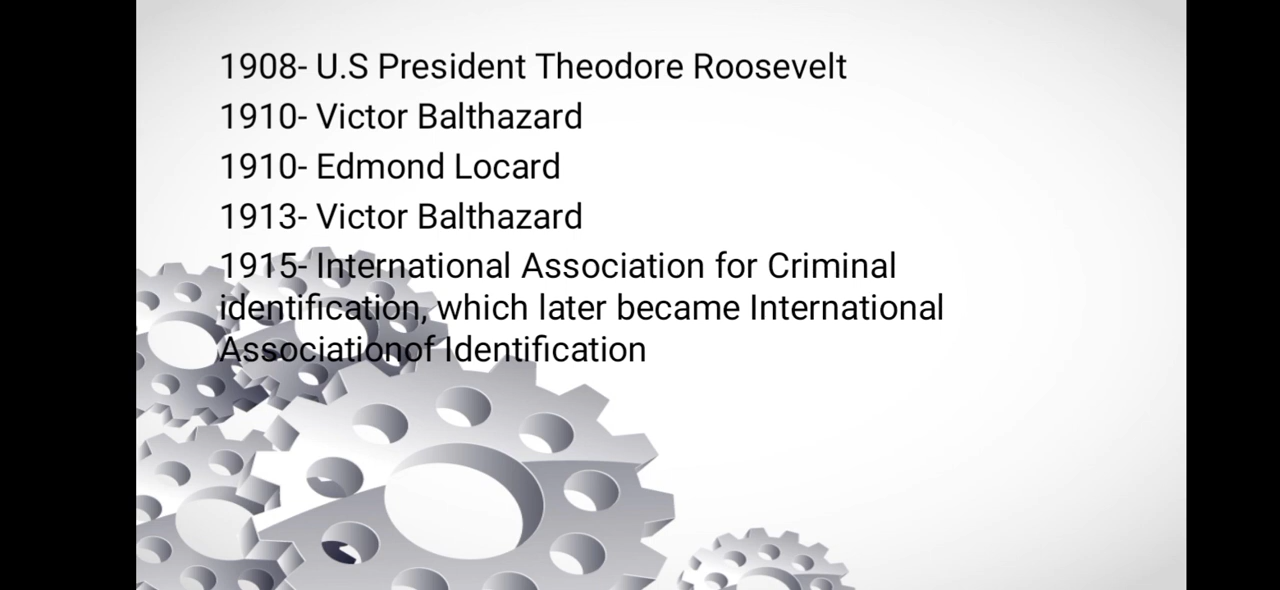 1908- U.S President Theodore Roosevelt
1910- Victor Balthazard
1910- Edmond Locard
1913- Victor Balthazard
1915- International Association for Criminal
identification, which later became International
Associationof Identification